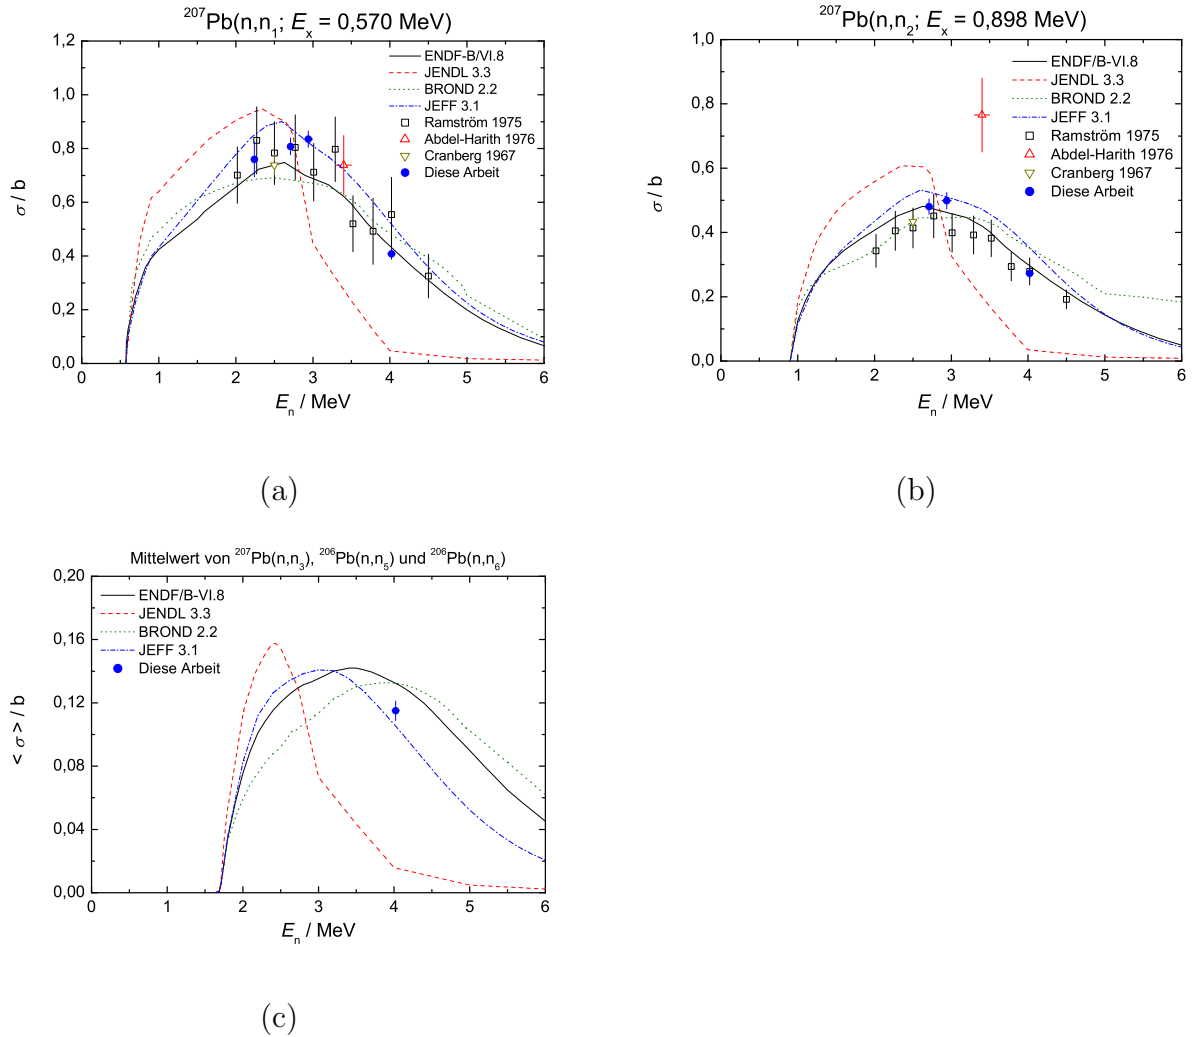 ²⁰⁷Pb(n,n₁; Eₓ = 0,570 MeV)
1,2
1,0
0,8
0,6
0,4
0,2
0,0
σ / b
ENDF-B/VI.8
JENDL 3.3
BROND 2.2
JEFF 3.1
Ramström 1975
Abdel-Harith 1976
Cranberg 1967
Diese Arbeit
0 1 2 3 4 5 6
Eₙ / MeV
(a)
²⁰⁷Pb(n,n₂; Eₓ = 0,898 MeV)
1,0
0,8
0,6
0,4
0,2
0,0
σ / b
ENDF/B-VI.8
JENDL 3.3
BROND 2.2
JEFF 3.1
Ramström 1975
Abdel-Harith 1976
Cranberg 1967
Diese Arbeit
0 1 2 3 4 5 6
Eₙ / MeV
(b)
Mittelwert von ²⁰⁷Pb(n,n₃), ²⁰⁶Pb(n,n₅) und ²⁰⁶Pb(n,n₆)
0,20
0,16
0,12
0,08
0,04
0,00
< σ > / b
ENDF/B-VI.8
JENDL 3.3
BROND 2.2
JEFF 3.1
Diese Arbeit
0 1 2 3 4 5 6
Eₙ / MeV
(c)